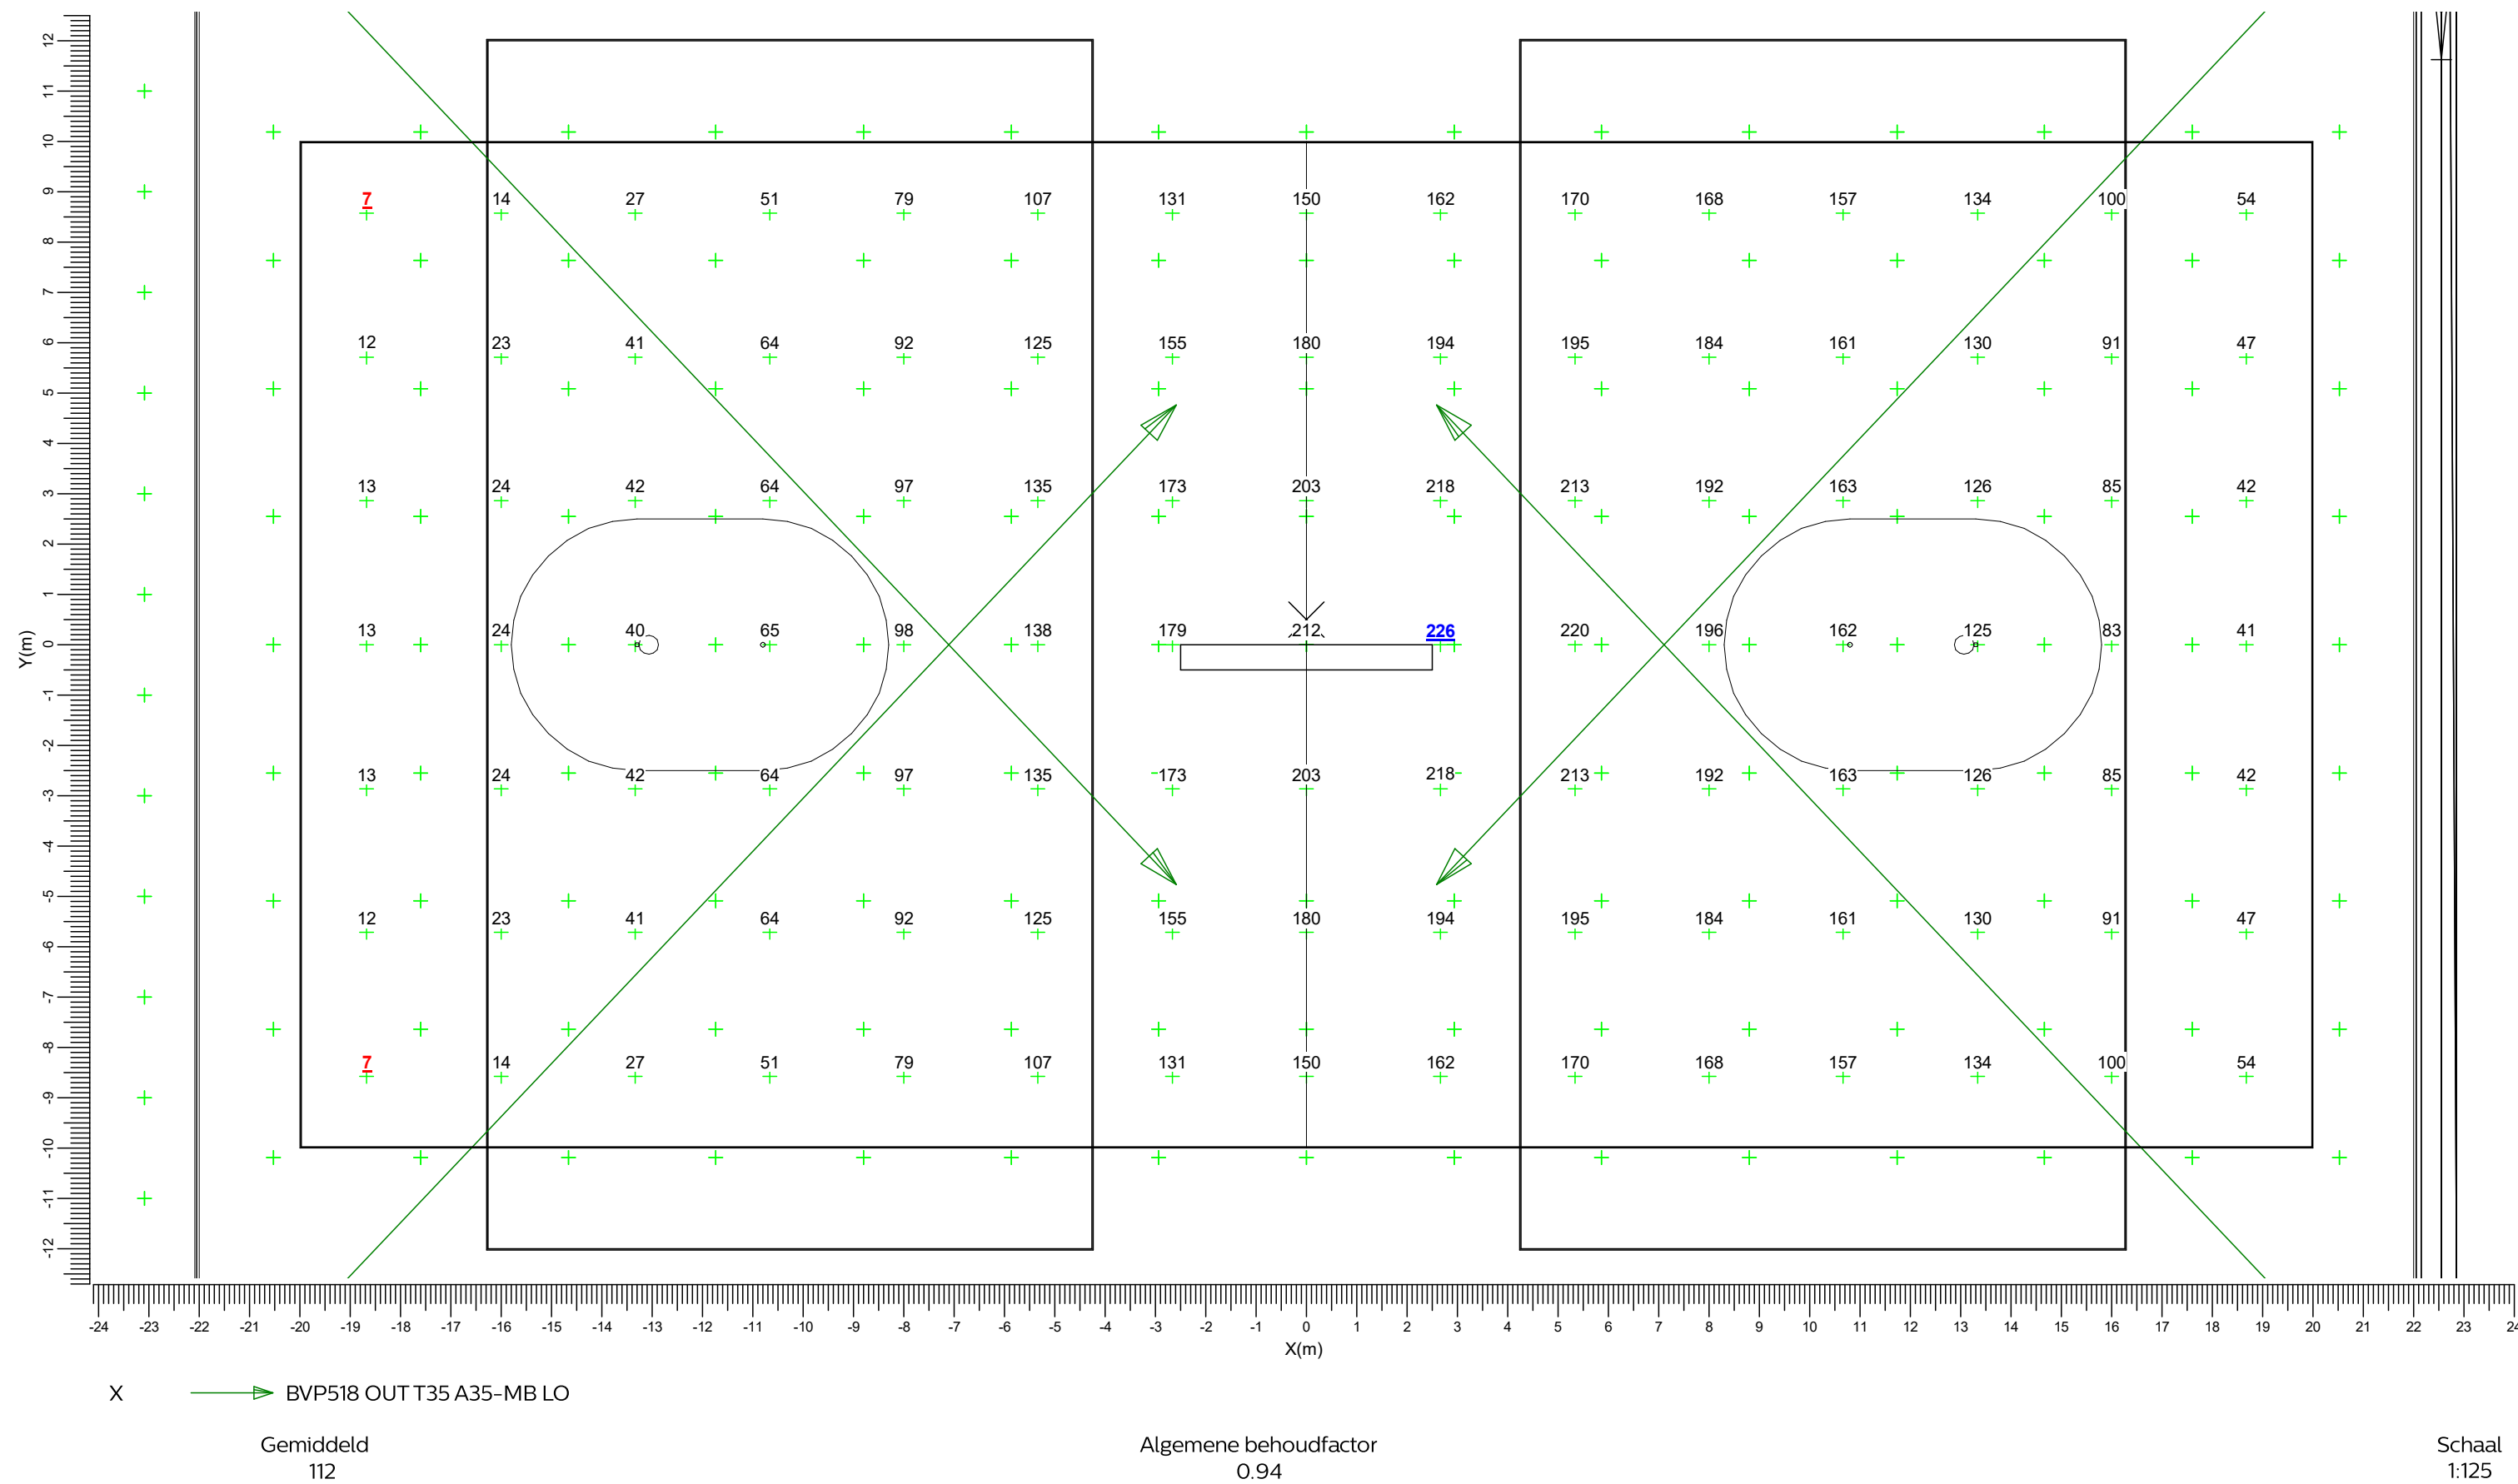 12
11
10
9
7 14 27 51 79 107 131 150 162 170 168 157 134 100 54
8
7
6
12 23 41 64 92 125 155 180 194 195 184 161 130 91 47
5
4
3
13 24 42 64 97 135 173 203 218 213 192 163 126 85 42
2
1
Y(m)
0
13 24 40 65 98 138 179 212 226 220 196 162 125 83 41
-1
-2
13 24 42 64 97 135 173 203 218 213 192 163 126 85 42
-3
-4
-5
12 23 41 64 92 125 155 180 194 195 184 161 130 91 47
-6
-7
-8
7 14 27 51 79 107 131 150 162 170 168 157 134 100 54
-9
-10
-11
-12
-24 -23 -22 -21 -20 -19 -18 -17 -16 -15 -14 -13 -12 -11 -10 -9 -8 -7 -6 -5 -4 -3 -2 -1 0 1 2 3 4 5 6 7 8 9 10 11 12 13 14 15 16 17 18 19 20 21 22 23 24
X(m)
X BVP518 OUT T35 A35-MB LO
Gemiddeld Algemene behoudfactor Schaal
112 0.94 1:125